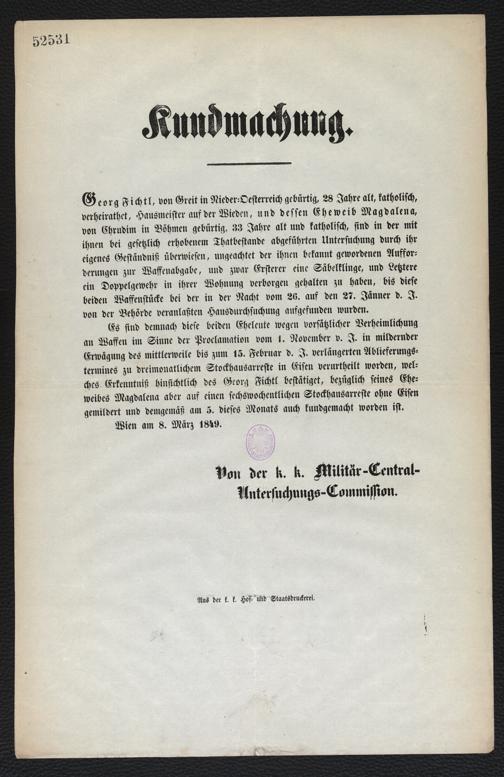 52531
Kundmachung.
Georg Fichtl, von Greit in Nieder-Oesterreich gebürtig, 28 Jahre alt, katholisch,
verheirathet, Hausmeister auf der Wieden, und dessen Eheweib Magdalena,
von Chrudim in Böhmen gebürtig, 33 Jahre alt und katholisch, sind in der mit
ihnen bei gesetzlich erhobenem Thatbestande abgeführten Untersuchung durch ihr
eigenes Geständniß überwiesen, ungeachtet der ihnen bekannt gewordenen Auffor-
derungen zur Waffenabgabe, und zwar Ersterer eine Säbelklinge, und Letztere
ein Doppelgewehr in ihrer Wohnung verborgen gehalten zu haben, bis diese
beiden Waffenstücke bei der in der Nacht vom 26. auf den 27. Jänner d. J.
von der Behörde veranlaßten Hausdurchsuchung aufgefunden wurden.
Es sind demnach diese beiden Eheleute wegen vorsätzlicher Verheimlichung
an Waffen im Sinne der Proclamation vom 1. November v. J. in mildernder
Erwägung des mittlerweile bis zum 15. Februar d. J. verlängerten Ablieferungs-
termines zu dreimonatlichem Stockhausarreste in Eisen verurtheilt worden, wel-
ches Erkenntniß hinsichtlich des Georg Fichtl bestätiget, bezüglich seines Ehe-
weibes Magdalena aber auf einen sechswochentlichen Stockhausarreste ohne Eisen
gemildert und demgemäß am 5. dieses Monats auch kundgemacht worden ist.
Wien am 8. März 1849.
Von der k. k. Militär-Central-
Untersuchungs-Commission.
Aus der k. k. Hof- und Staatsdruckerei.